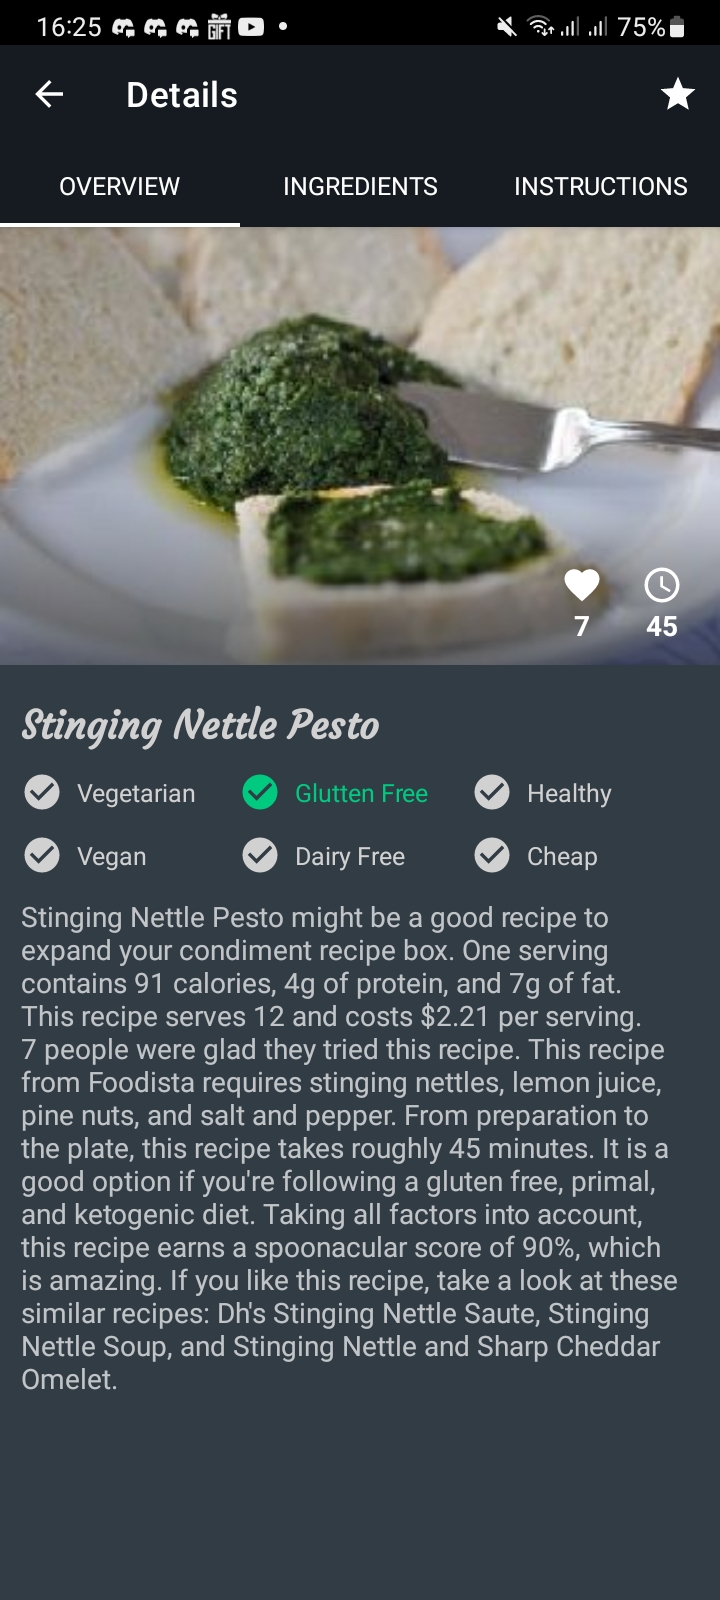 16:25 GIFT 75%
Details
OVERVIEW INGREDIENTS INSTRUCTIONS
7 45
Stinging Nettle Pesto
Vegetarian Glutten Free Healthy
Vegan Dairy Free Cheap
Stinging Nettle Pesto might be a good recipe to
expand your condiment recipe box. One serving
contains 91 calories, 4g of protein, and 7g of fat.
This recipe serves 12 and costs $2.21 per serving.
7 people were glad they tried this recipe. This recipe
from Foodista requires stinging nettles, lemon juice,
pine nuts, and salt and pepper. From preparation to
the plate, this recipe takes roughly 45 minutes. It is a
good option if you're following a gluten free, primal,
and ketogenic diet. Taking all factors into account,
this recipe earns a spoonacular score of 90%, which
is amazing. If you like this recipe, take a look at these
similar recipes: Dh's Stinging Nettle Saute, Stinging
Nettle Soup, and Stinging Nettle and Sharp Cheddar
Omelet.